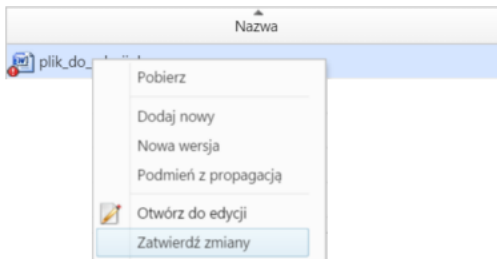 Nazwa
plik_do_
Pobierz
Dodaj nowy
Nowa wersja
Podmień z propagacją
Otwórz do edycji
Zatwierdź zmiany